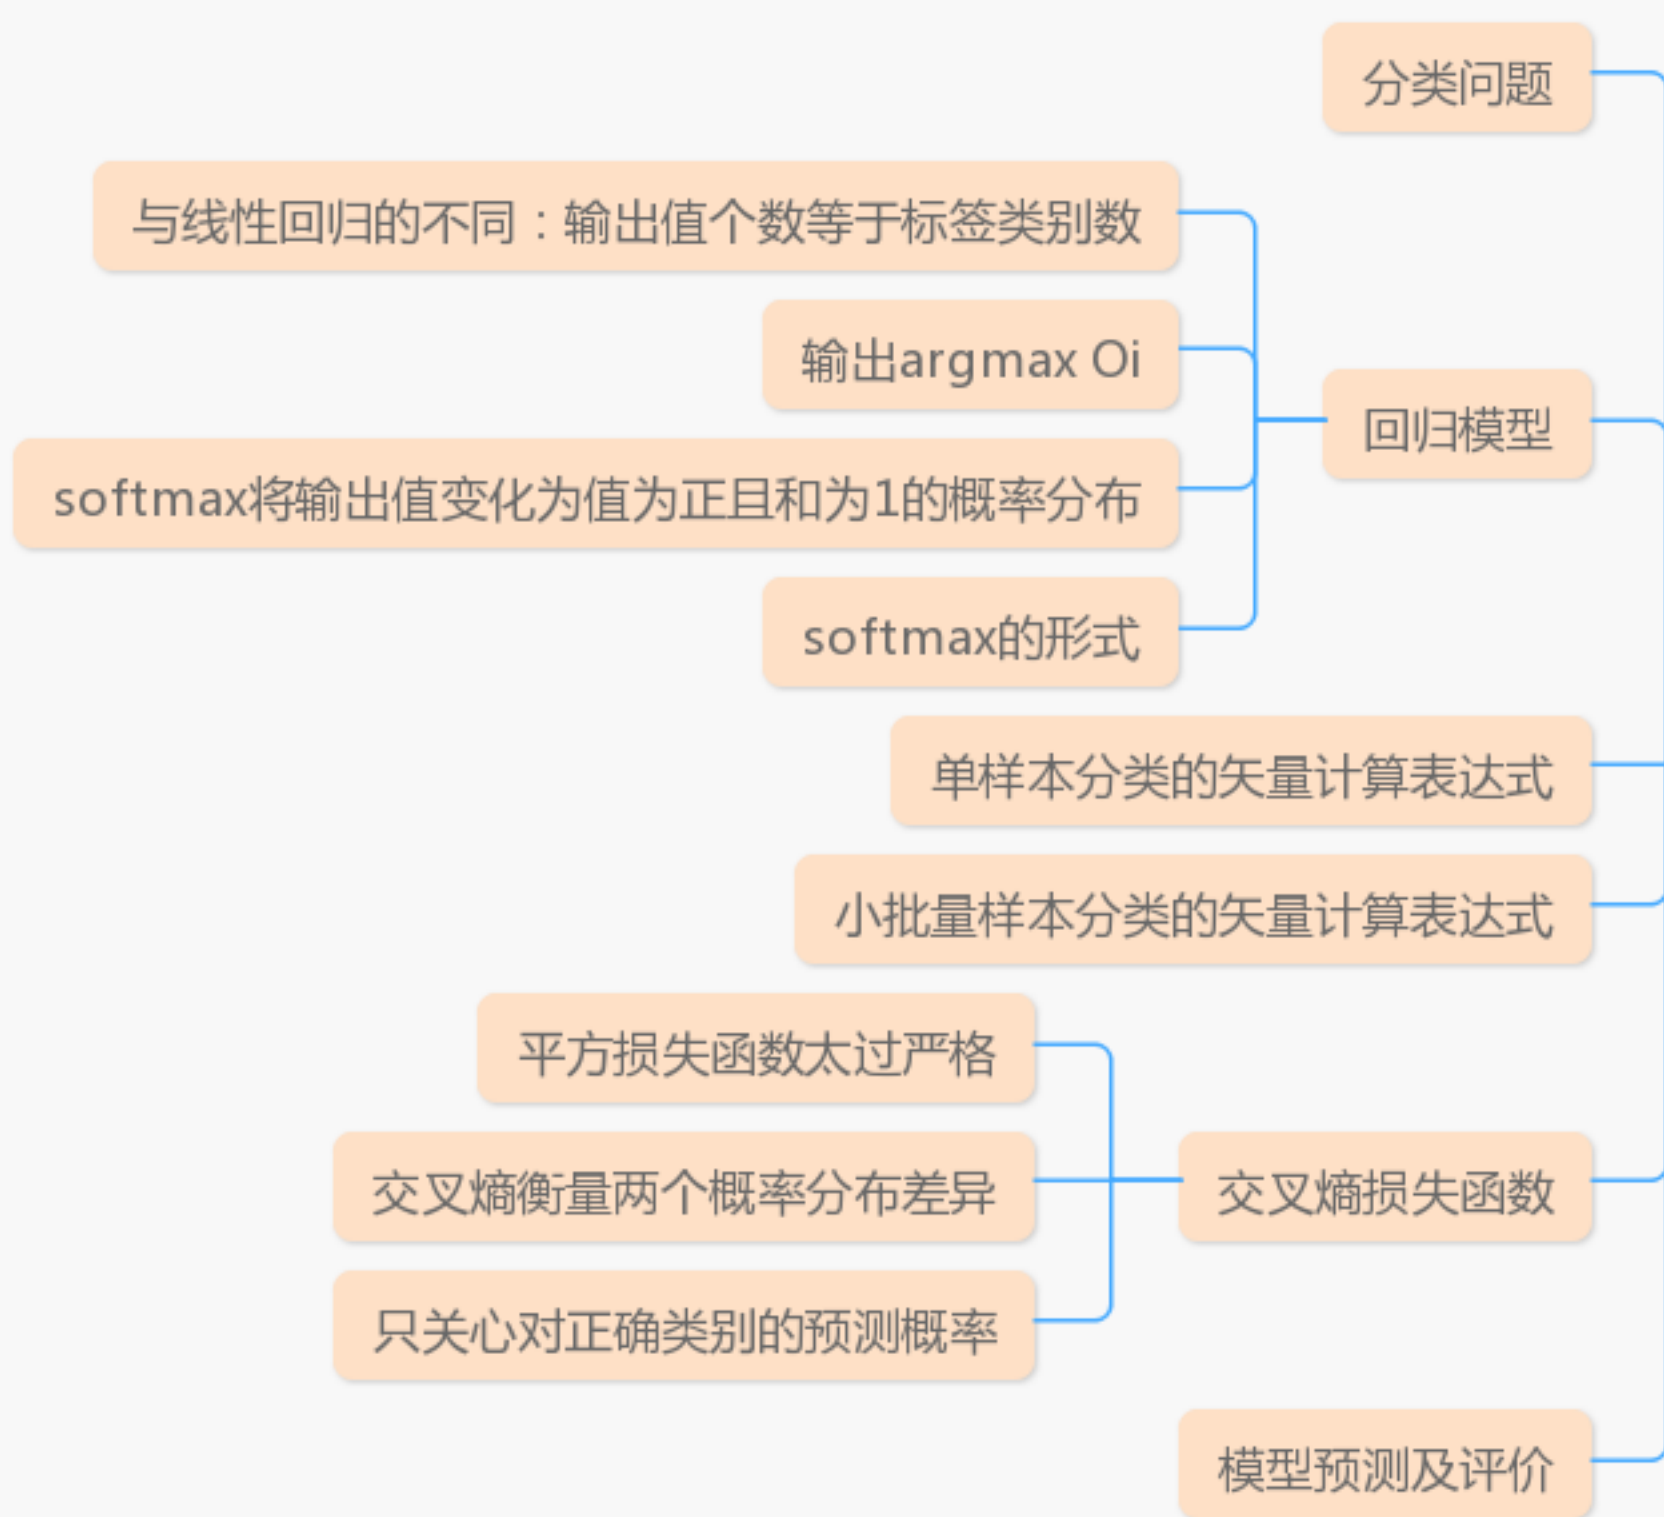 分类问题
与线性回归的不同：输出值个数等于标签类别数
输出argmax Oi
回归模型
softmax将输出值变化为值为正且和为1的概率分布
softmax的形式
单样本分类的矢量计算表达式
小批量样本分类的矢量计算表达式
平方损失函数太过严格
交叉熵衡量两个概率分布差异
交叉熵损失函数
只关心对正确类别的预测概率
模型预测及评价